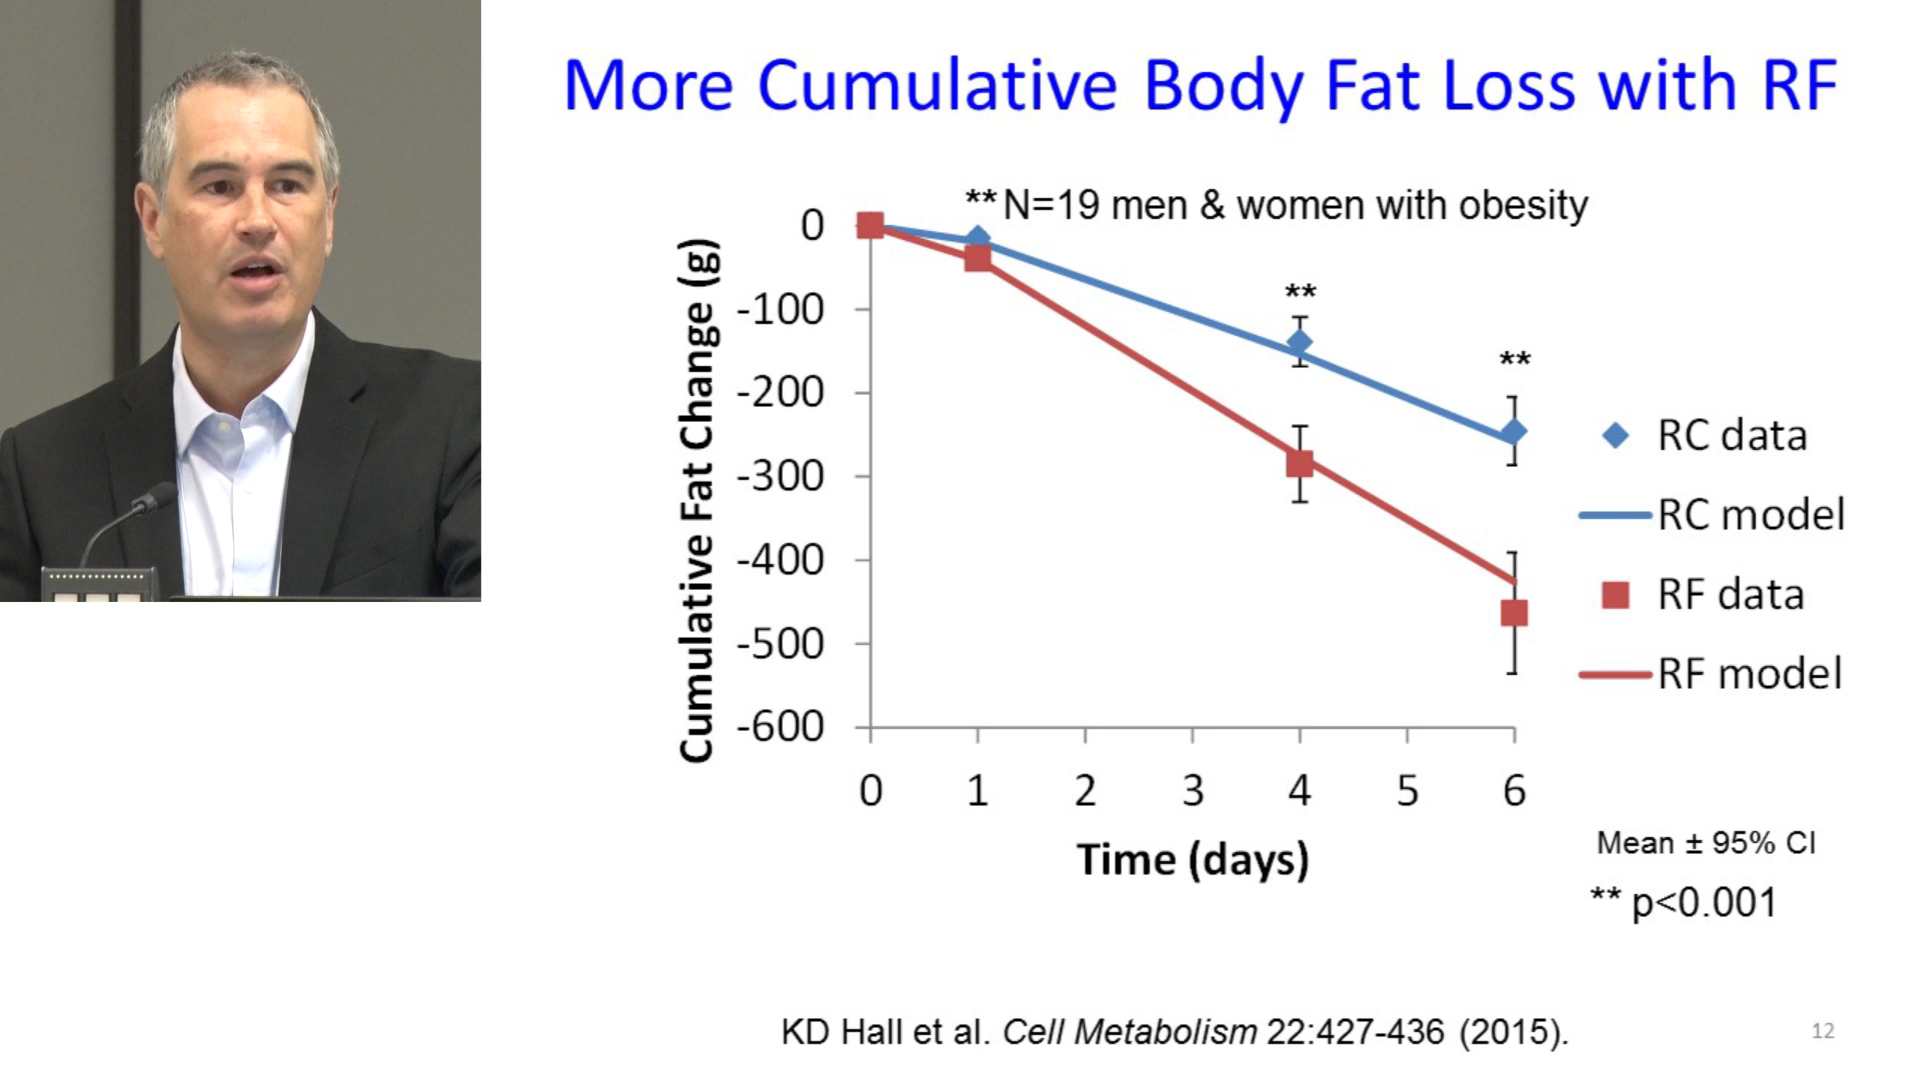 More Cumulative Body Fat Loss with RF
** N=19 men & women with obesity
Cumulative Fat Change (g)
0
-100
-200
-300
-400
-500
-600
**
**
0 1 2 3 4 5 6
Time (days)
RC data
RC model
RF data
RF model
Mean ± 95% CI
** p<0.001
KD Hall et al. Cell Metabolism 22:427-436 (2015).
12